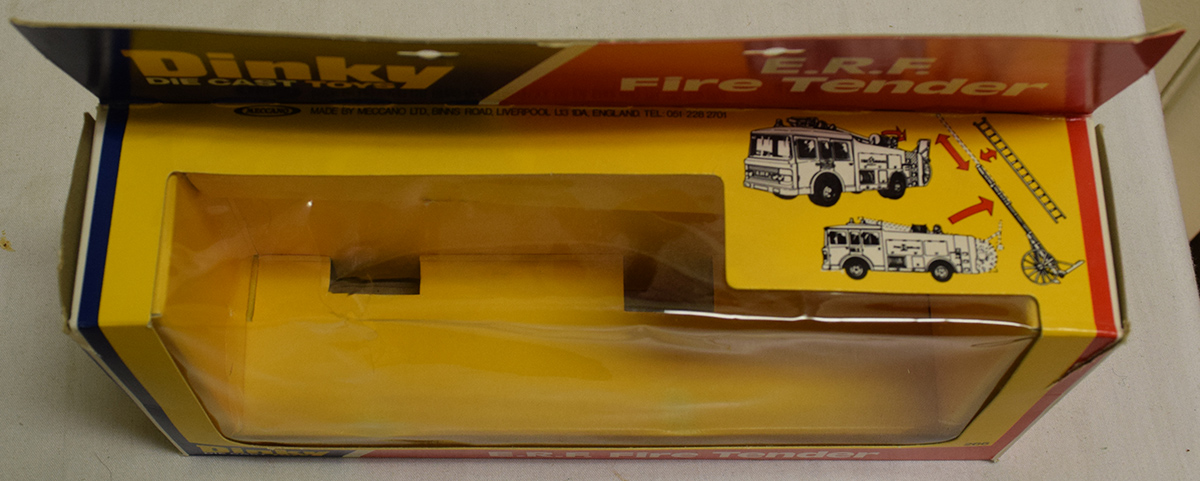 Dinky
DIE CAST TOYS
E.R.F.
Fire Tender
MECCANO MADE BY MECCANO LTD, BINNS ROAD, LIVERPOOL L13 1DA, ENGLAND. TEL: 051-228 2701
Dinky E.R.F. Fire Tender